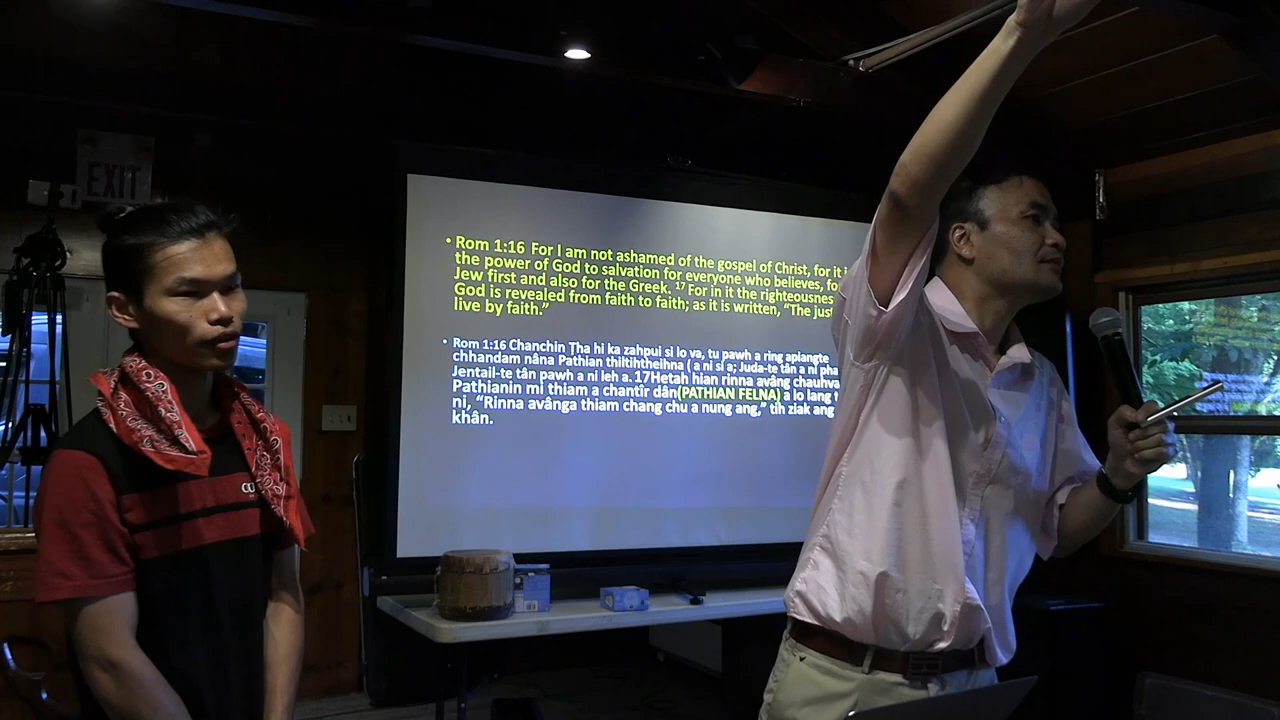 EXIT
• Rom 1:16 For I am not ashamed of the gospel of Christ, for it i
the power of God to salvation for everyone who believes, fo
Jew first and also for the Greek. 17 For in it the righteousnes
God is revealed from faith to faith; as it is written, “The jus
live by faith.”
• Rom 1:16 Chanchin Ṭha hi ka zahpui si lo va, tu pawh a ring apiangte
chhandam nâna Pathian thiltihtheihna ( a ni si a; Juda-te tân a ni pha
Jentail-te tân pawh a ni leh a. 17Hetah hian rinna avâng chauhva
Pathianin mi thiam a chantîr dân(PATHIAN FELNA) a lo lang
ni, “Rinna avânga thiam chang chu a nung ang,” tih ziak ang
khân.